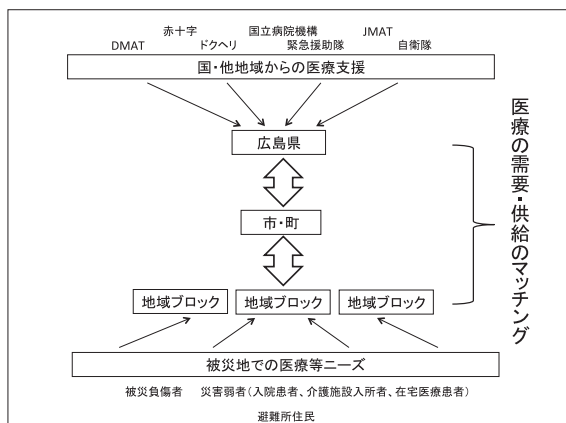 赤十字 国立病院機構 JMAT
DMAT ドクヘリ 緊急援助隊 自衛隊
国・他地域からの医療支援
広島県
市・町
地域ブロック 地域ブロック 地域ブロック
被災地での医療等ニーズ
被災負傷者 災害弱者(入院患者、介護施設入所者、在宅医療患者)
避難所住民
医療の需要・供給のマッチング